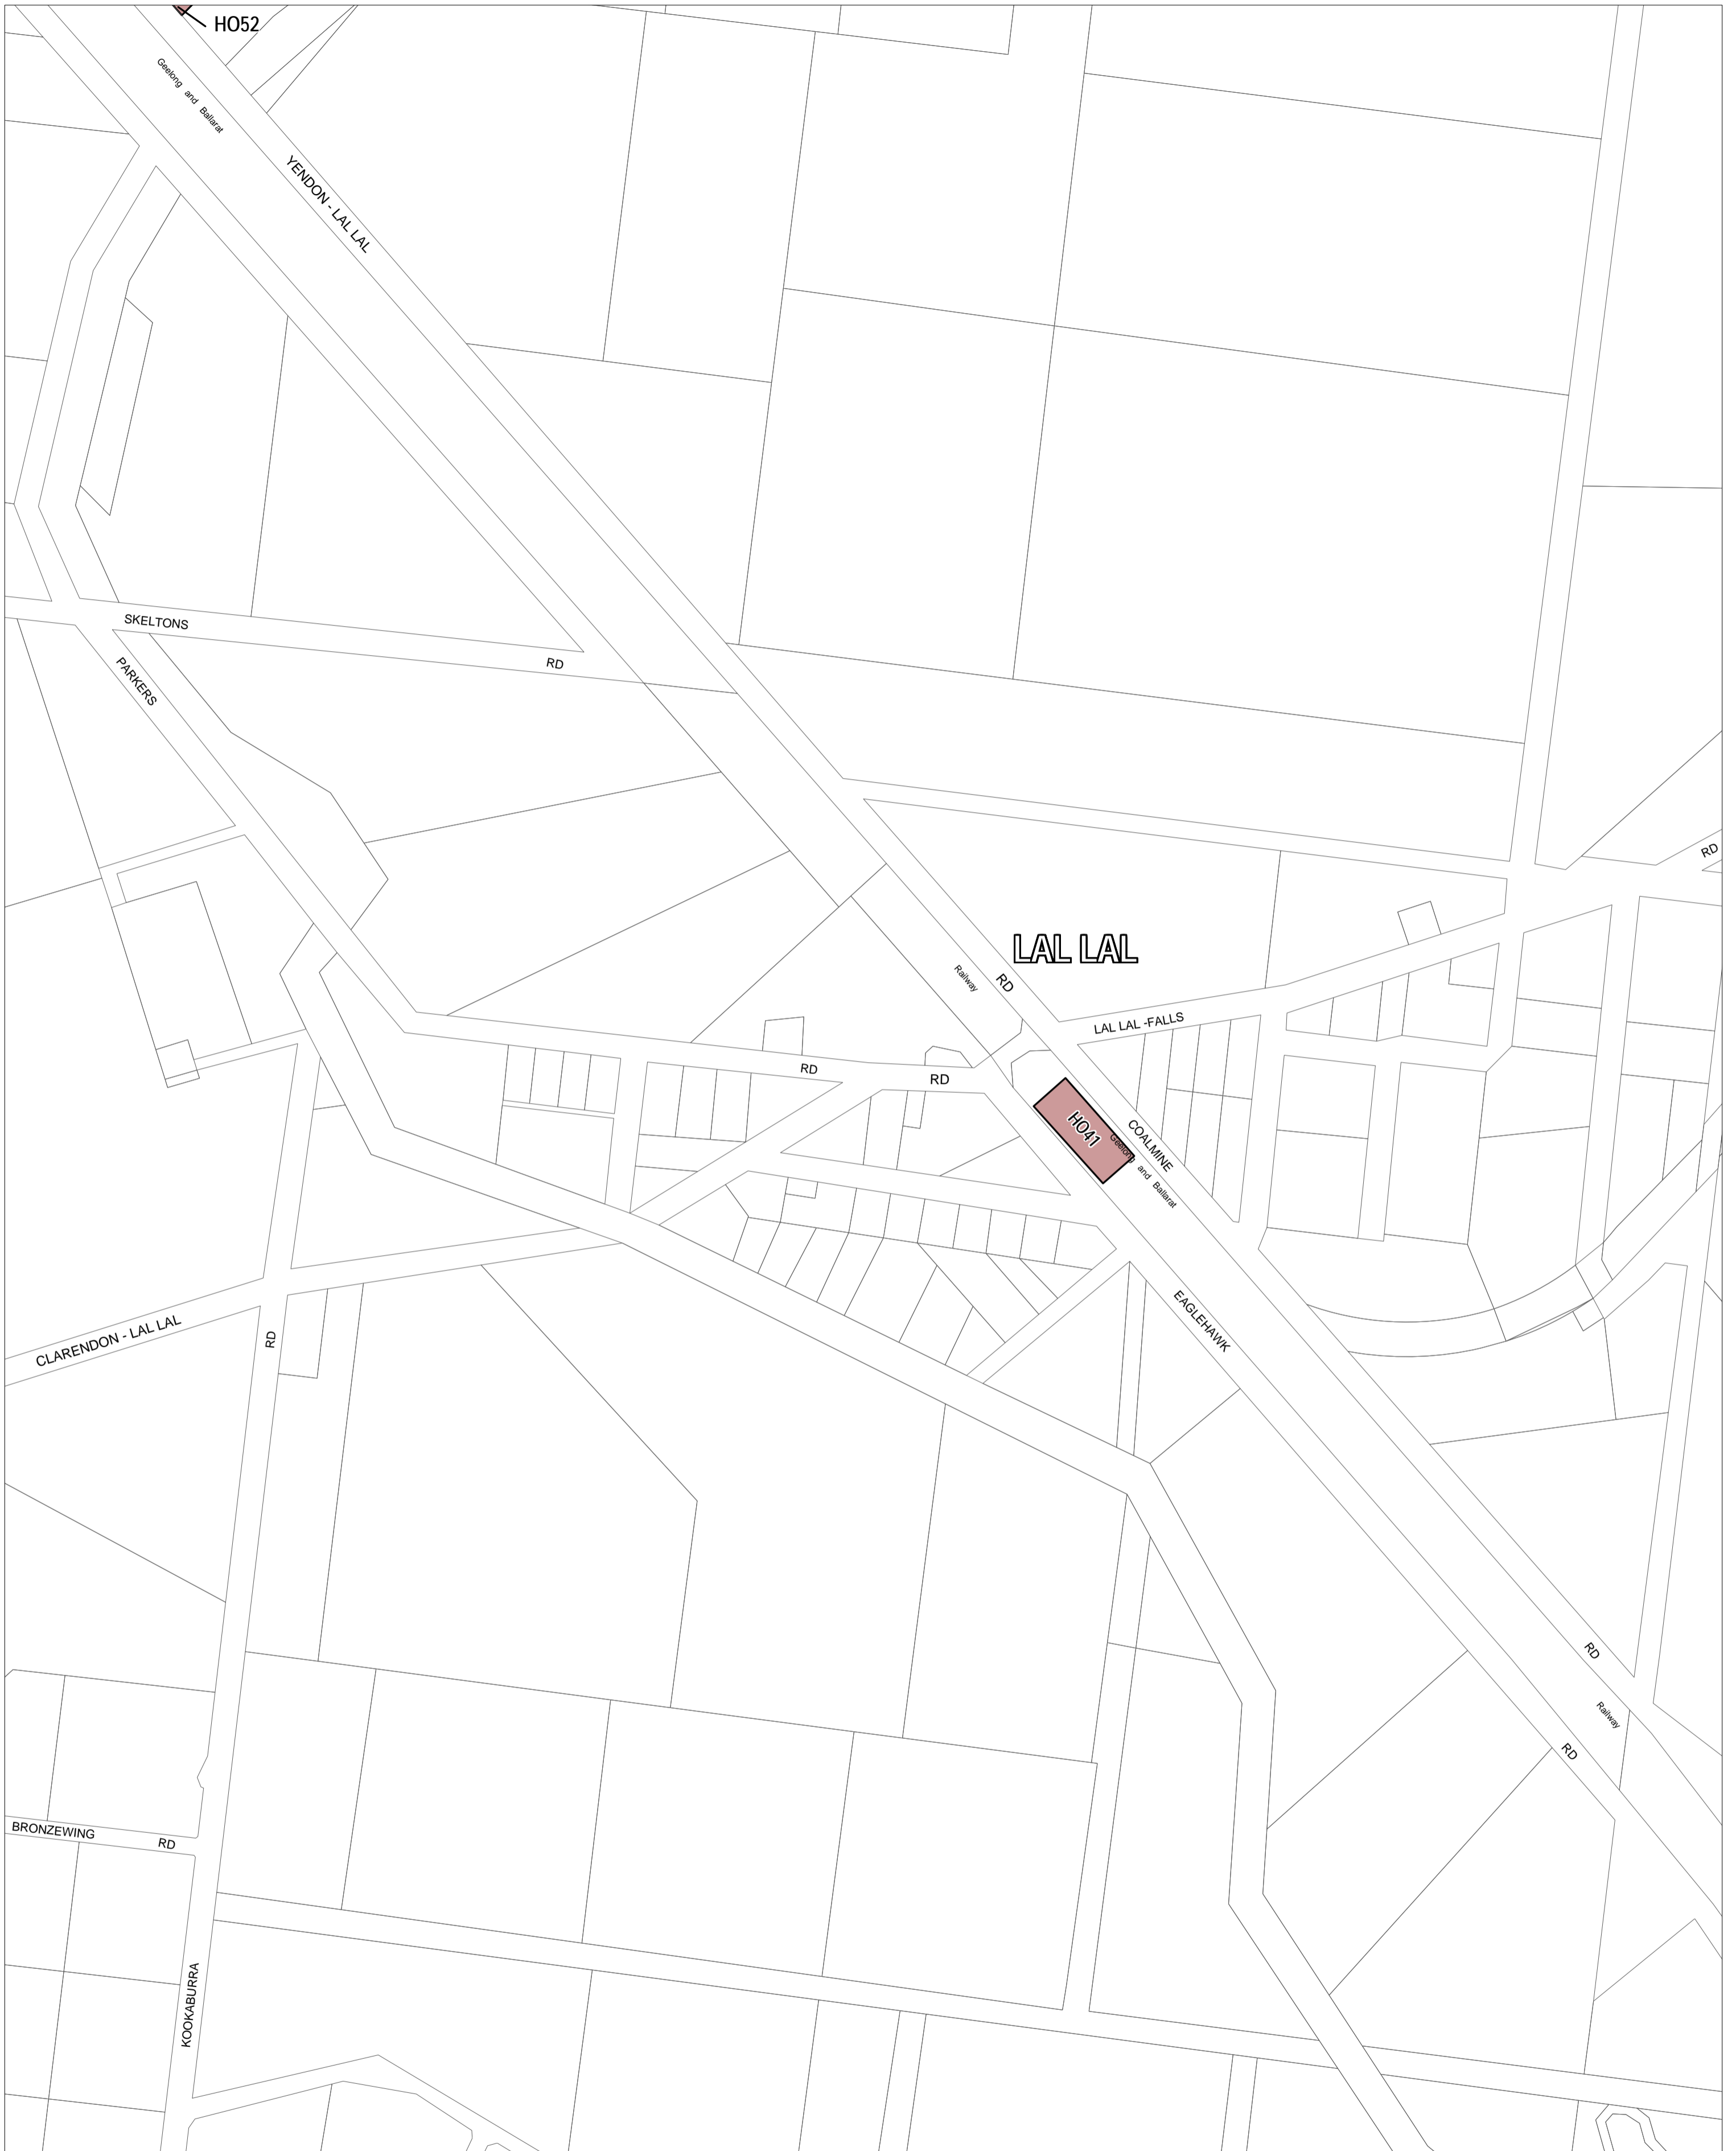 HO52
Geelong and Ballarat
YENDON - LAL LAL
SKELTONS
RD
PARKERS
RD
LAL LAL
Railway
RD
LAL LAL -FALLS
RD
RD
HO41
COALMINE
Geelong and Ballarat
EAGLEHAWK
CLARENDON - LAL LAL
RD
RD
Railway
RD
BRONZEWING
RD
KOOKABURRA